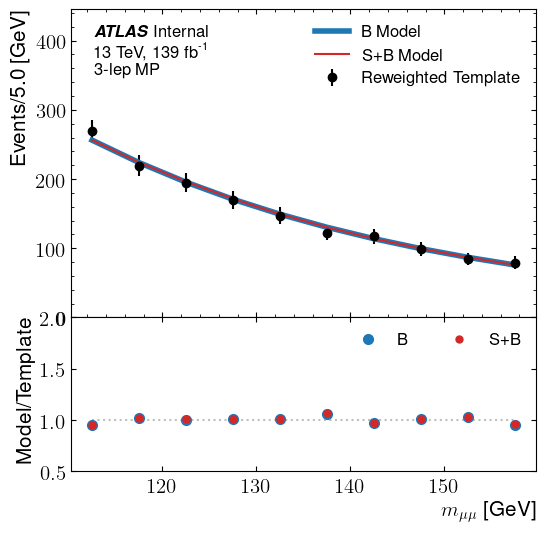 Events/5.0 [GeV]
400
300
200
100
0
ATLAS Internal
13 TeV, 139 fb⁻¹
3-lep MP
B Model
S+B Model
Reweighted Template
Model/Template
2.0
1.5
1.0
0.5
B
S+B
120
130
140
150
m_μμ [GeV]